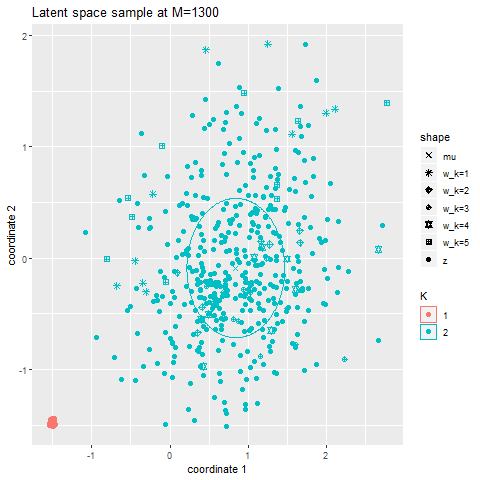 Latent space sample at M=1300
2
1
0
-1
coordinate 2
-1
0
1
2
coordinate 1
shape
mu
w_k=1
w_k=2
w_k=3
w_k=4
w_k=5
z
K
1
2